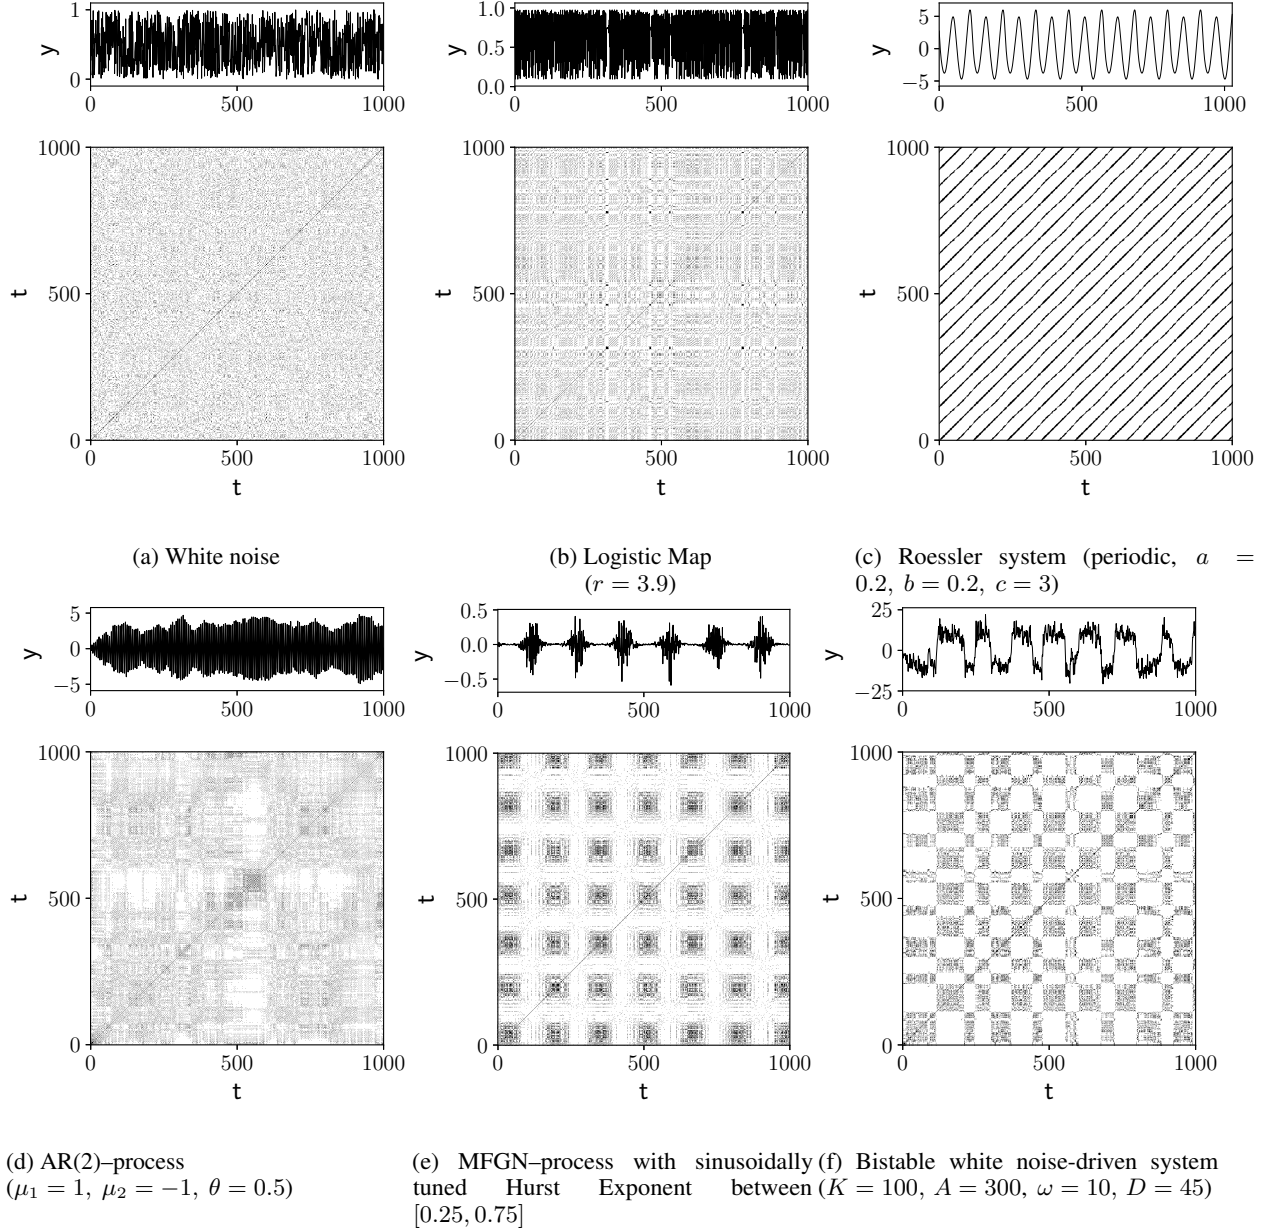 y
1
0
0
500
1000
y
1.0
0.5
0.0
0
500
1000
y
5
0
−5
0
500
1000
t
1000
500
0
0
500
1000
t
t
1000
500
0
0
500
1000
t
t
1000
500
0
0
500
1000
t
(a) White noise
(b) Logistic Map
(r = 3.9)
(c) Roessler system (periodic, a =
0.2, b = 0.2, c = 3)
y
5
0
−5
0
500
1000
y
0.5
0.0
−0.5
0
500
1000
y
25
0
−25
0
500
1000
t
1000
500
0
0
500
1000
t
t
1000
500
0
0
500
1000
t
t
1000
500
0
0
500
1000
t
(d) AR(2)–process
(μ1 = 1, μ2 = −1, θ = 0.5)
(e) MFGN–process with sinusoidally
tuned Hurst Exponent between
[0.25, 0.75]
(f) Bistable white noise-driven system
(K = 100, A = 300, ω = 10, D = 45)